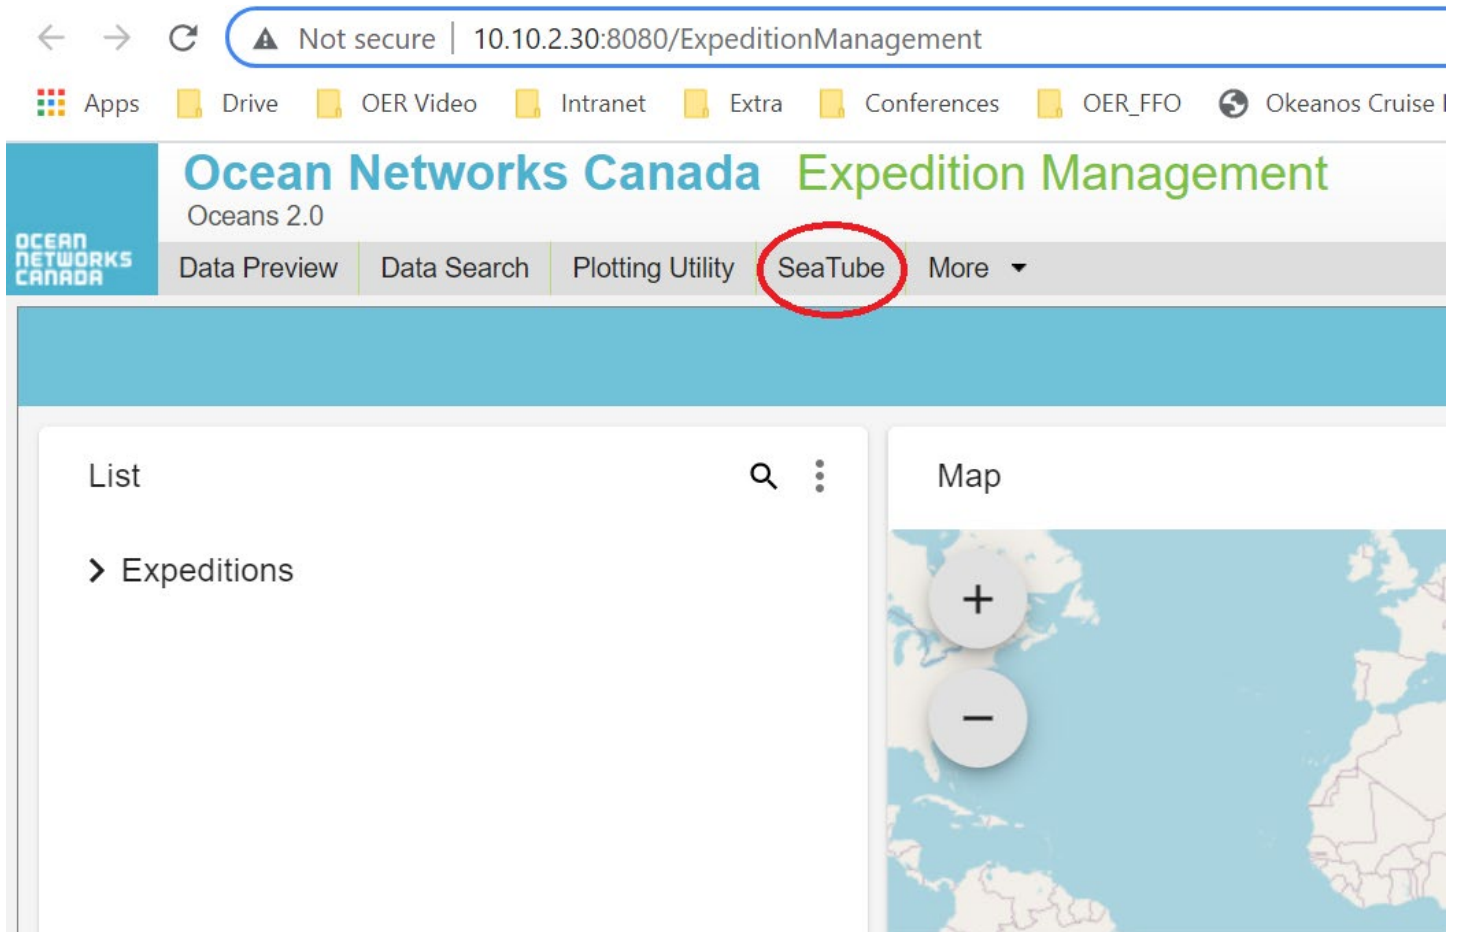 Not secure | 10.10.2.30:8080/ExpeditionManagement
Apps Drive OER Video Intranet Extra Conferences OER_FFO Okeanos Cruise
Ocean Networks Canada Expedition Management
Oceans 2.0
OCEAN
NETWORKS
CANADA
Data Preview Data Search Plotting Utility SeaTube More
List
Map
Expeditions